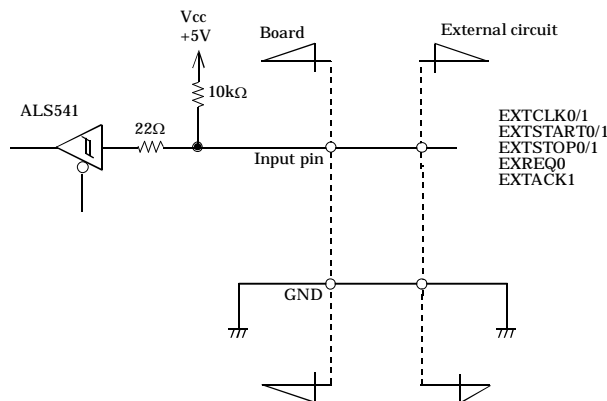 Vcc
+5V
Board
External circuit
10kΩ
ALS541
22Ω
Input pin
EXTCLK0/1
EXTSTART0/1
EXTSTOP0/1
EXREQ0
EXTACK1
GND